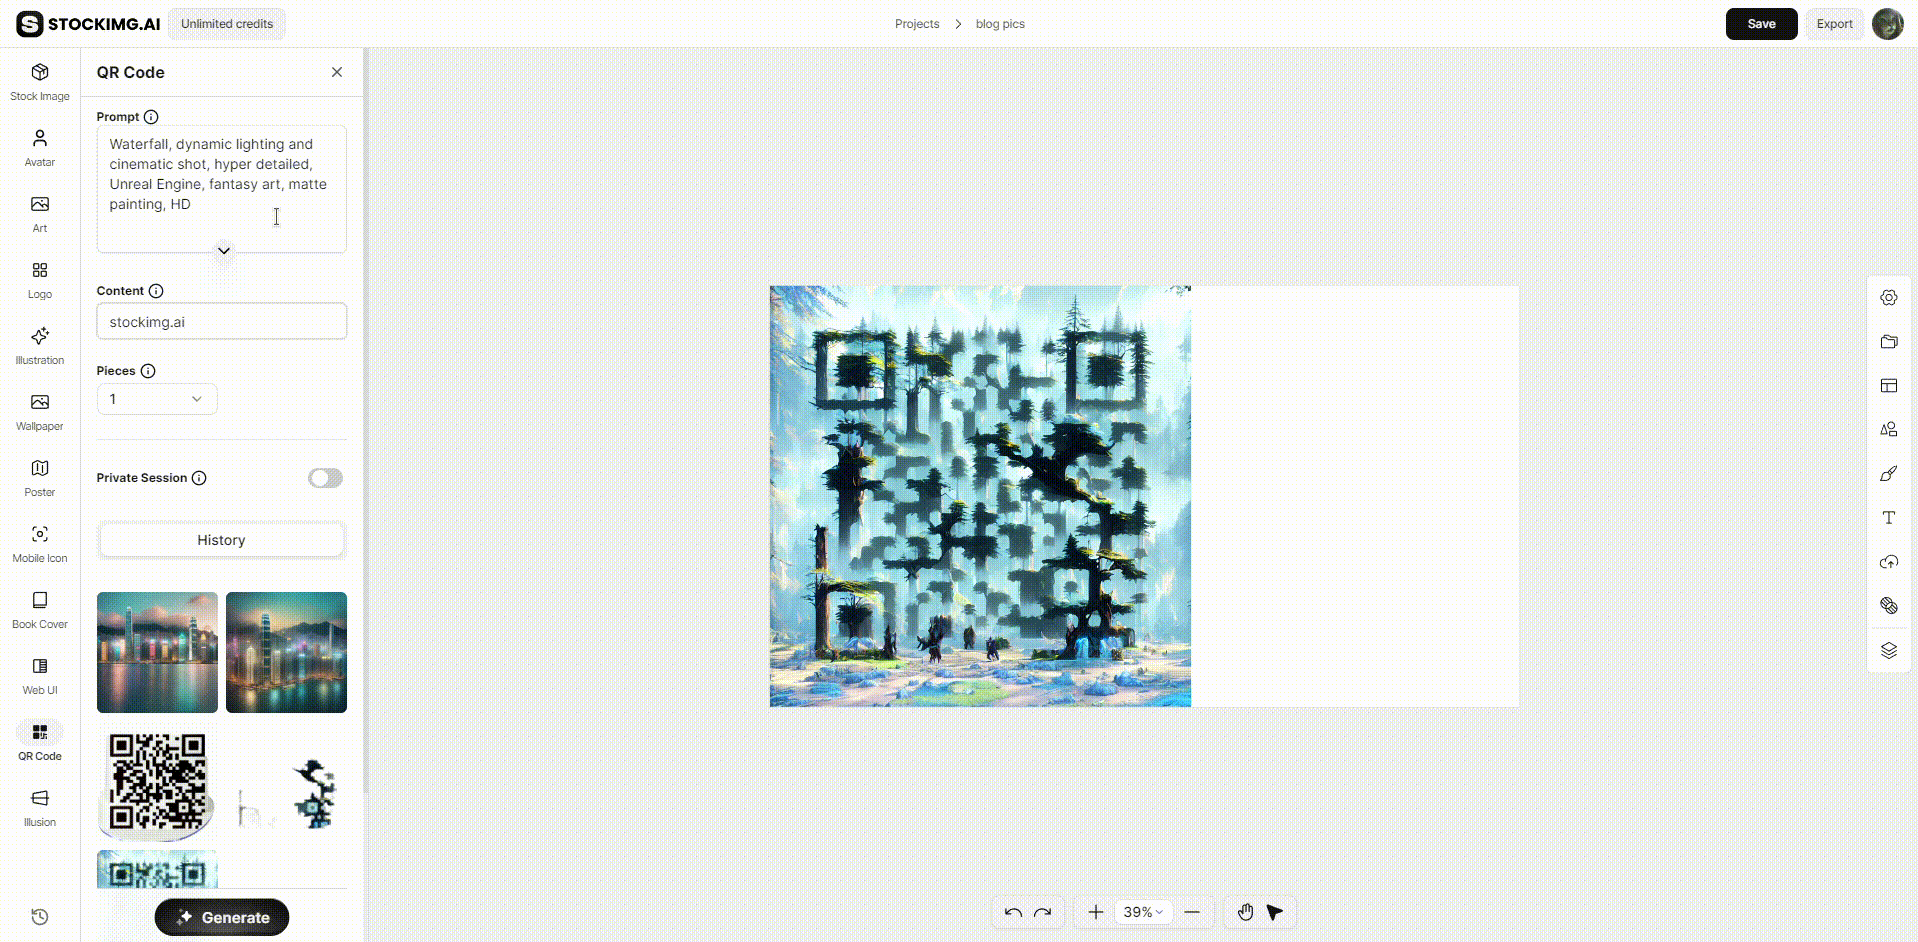 STOCKIMG.AI
Unlimited credits
Projects > blog pics
Save
Export
Stock Image
Avatar
Art
Logo
Illustration
Wallpaper
Poster
Mobile Icon
Book Cover
Web UI
QR Code
Illusion
QR Code
Prompt
Waterfall, dynamic lighting and
cinematic shot, hyper detailed,
Unreal Engine, fantasy art, matte
painting, HD
Content
stockimg.ai
Pieces
1
Private Session
History
Generate
39%